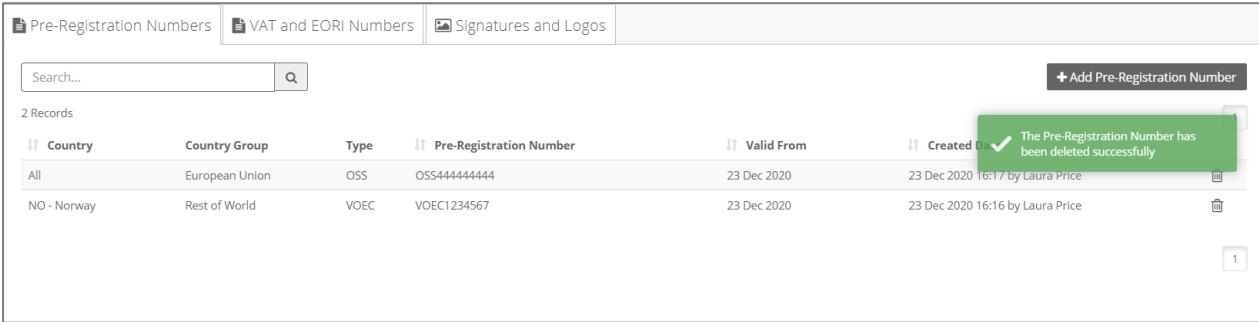 Pre-Registration Numbers VAT and EORI Numbers Signatures and Logos
Search...
+ Add Pre-Registration Number
2 Records
The Pre-Registration Number has
been deleted successfully
Country Country Group Type Pre-Registration Number Valid From Created
All European Union OSS OSS444444444 23 Dec 2020 23 Dec 2020 16:17 by Laura Price
NO - Norway Rest of World VOEC VOEC1234567 23 Dec 2020 23 Dec 2020 16:16 by Laura Price
1